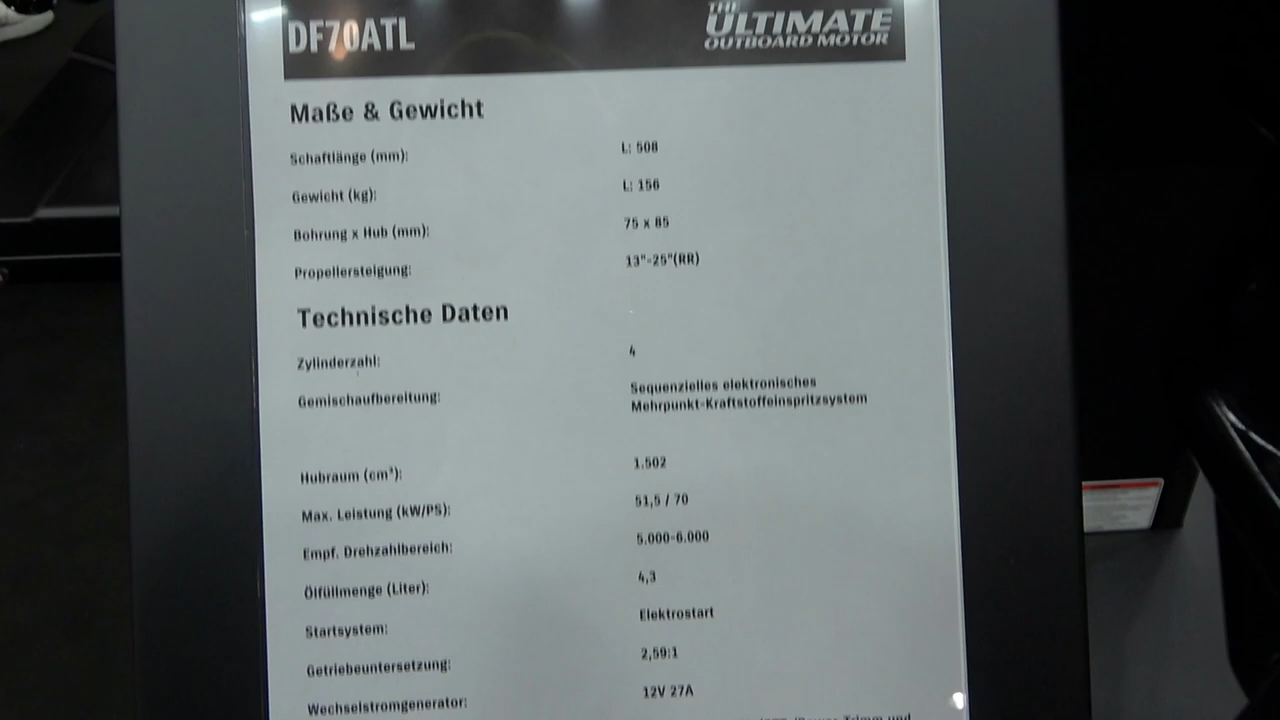 DF70ATL
THE
ULTIMATE
OUTBOARD MOTOR
Maße & Gewicht
Schaftlänge (mm): L: 508
Gewicht (kg): L: 156
Bohrung x Hub (mm): 75 x 85
Propellersteigung: 13"-25"(RR)
Technische Daten
Zylinderzahl: 4
Gemischaufbereitung: Sequenzielles elektronisches
Mehrpunkt-Kraftstoffeinspritzsystem
Hubraum (cm³): 1.502
Max. Leistung (kW/PS): 51,5 / 70
Empf. Drehzahlbereich: 5.000-6.000
Ölfüllmenge (Liter): 4,3
Startsystem: Elektrostart
Getriebeuntersetzung: 2,59:1
Wechselstromgenerator: 12V 27A